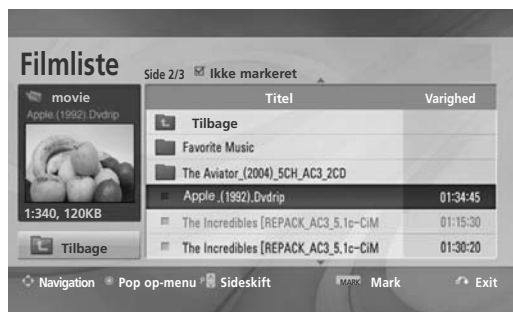 Filmliste
Side 2/3 Ikke markeret
movie
Apple (1992).Dvdrip
1:340, 120KB
Tilbage
Titel Varighed
Tilbage
Favorite Music
The Aviator_(2004)_5CH_AC3_2CD
Apple_(1992).Dvdrip 01:34:45
The Incredibles [REPACK_AC3_5.1c-CiM 01:15:30
The Incredibles [REPACK_AC3_5.1c-CiM 01:30:20
Navigation Pop op-menu P Sideskift MARK Mark Exit